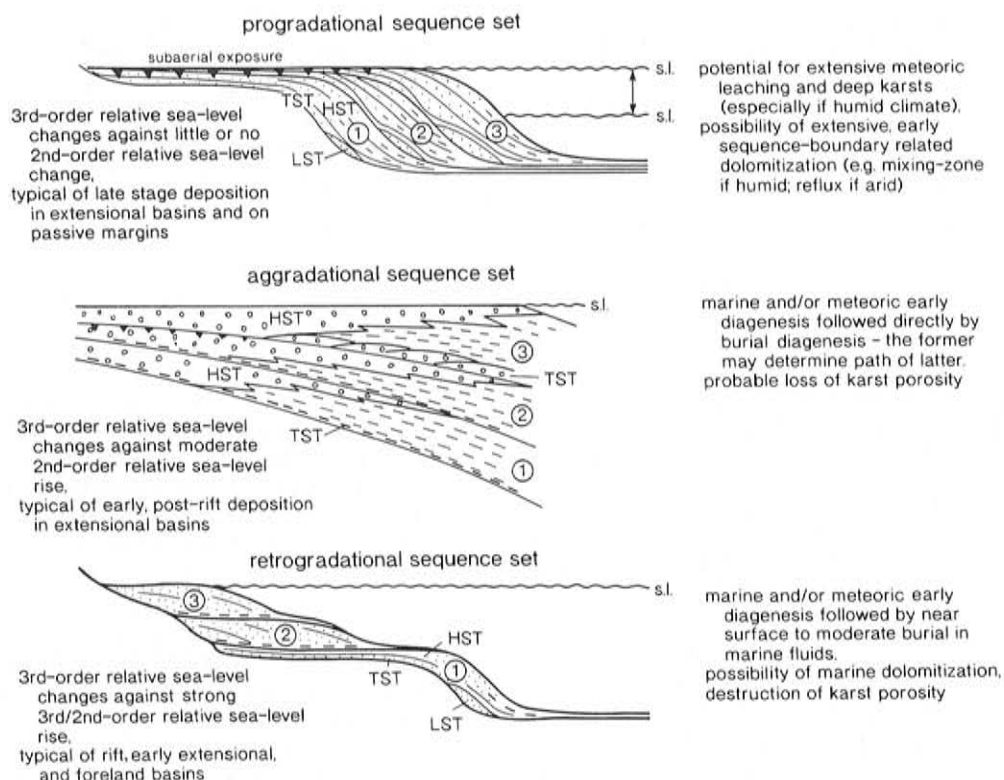 progradational sequence set
subaerial exposure
s.l.
s.l.
TST
HST
LST
1
2
3
3rd-order relative sea-level
changes against little or no
2nd-order relative sea-level
change,
typical of late stage deposition
in extensional basins and on
passive margins
potential for extensive meteoric
leaching and deep karsts
(especially if humid climate),
possibility of extensive, early
sequence-boundary related
dolomitization (e.g. mixing-zone
if humid; reflux if arid)
aggradational sequence set
s.l.
HST
3
TST
HST
2
TST
1
3rd-order relative sea-level
changes against moderate
2nd-order relative sea-level
rise,
typical of early, post-rift deposition
in extensional basins
marine and/or meteoric early
diagenesis followed directly by
burial diagenesis - the former
may determine path of latter.
probable loss of karst porosity
retrogradational sequence set
s.l.
3
2
HST
1
TST
LST
3rd-order relative sea-level
changes against strong
3rd/2nd-order relative sea-level
rise,
typical of rift, early extensional,
and foreland basins
marine and/or meteoric early
diagenesis followed by near
surface to moderate burial in
marine fluids.
possibility of marine dolomitization,
destruction of karst porosity